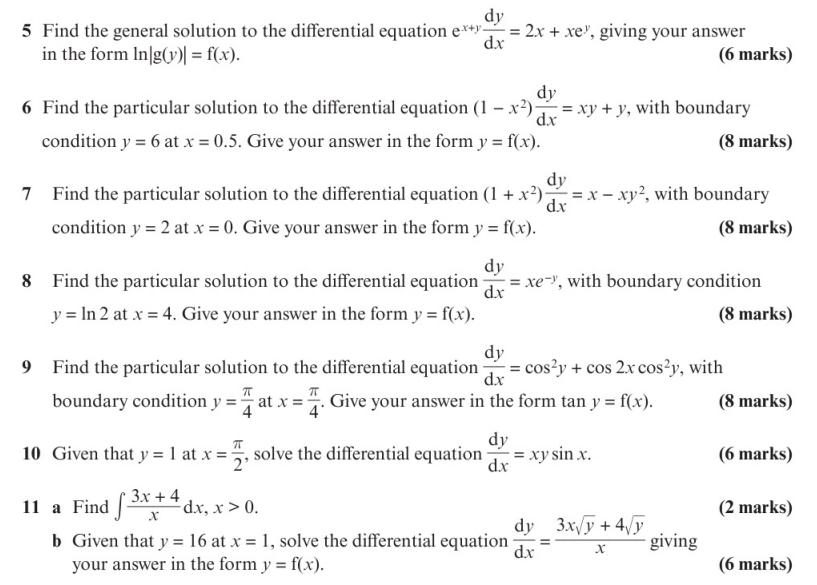 5 Find the general solution to the differential equation eˣ⁺ʸ dy/dx = 2x + xeʸ, giving your answer
in the form ln|g(y)| = f(x). (6 marks)
6 Find the particular solution to the differential equation (1 − x²) dy/dx = xy + y, with boundary
condition y = 6 at x = 0.5. Give your answer in the form y = f(x). (8 marks)
7 Find the particular solution to the differential equation (1 + x²) dy/dx = x − xy², with boundary
condition y = 2 at x = 0. Give your answer in the form y = f(x). (8 marks)
8 Find the particular solution to the differential equation dy/dx = xe⁻ʸ, with boundary condition
y = ln 2 at x = 4. Give your answer in the form y = f(x). (8 marks)
9 Find the particular solution to the differential equation dy/dx = cos²y + cos 2x cos²y, with
boundary condition y = π/4 at x = π/4. Give your answer in the form tan y = f(x). (8 marks)
10 Given that y = 1 at x = π/2, solve the differential equation dy/dx = xy sin x. (6 marks)
11 a Find ∫ (3x + 4)/x dx, x > 0. (2 marks)
b Given that y = 16 at x = 1, solve the differential equation dy/dx = (3x√y + 4√y)/x giving
your answer in the form y = f(x). (6 marks)